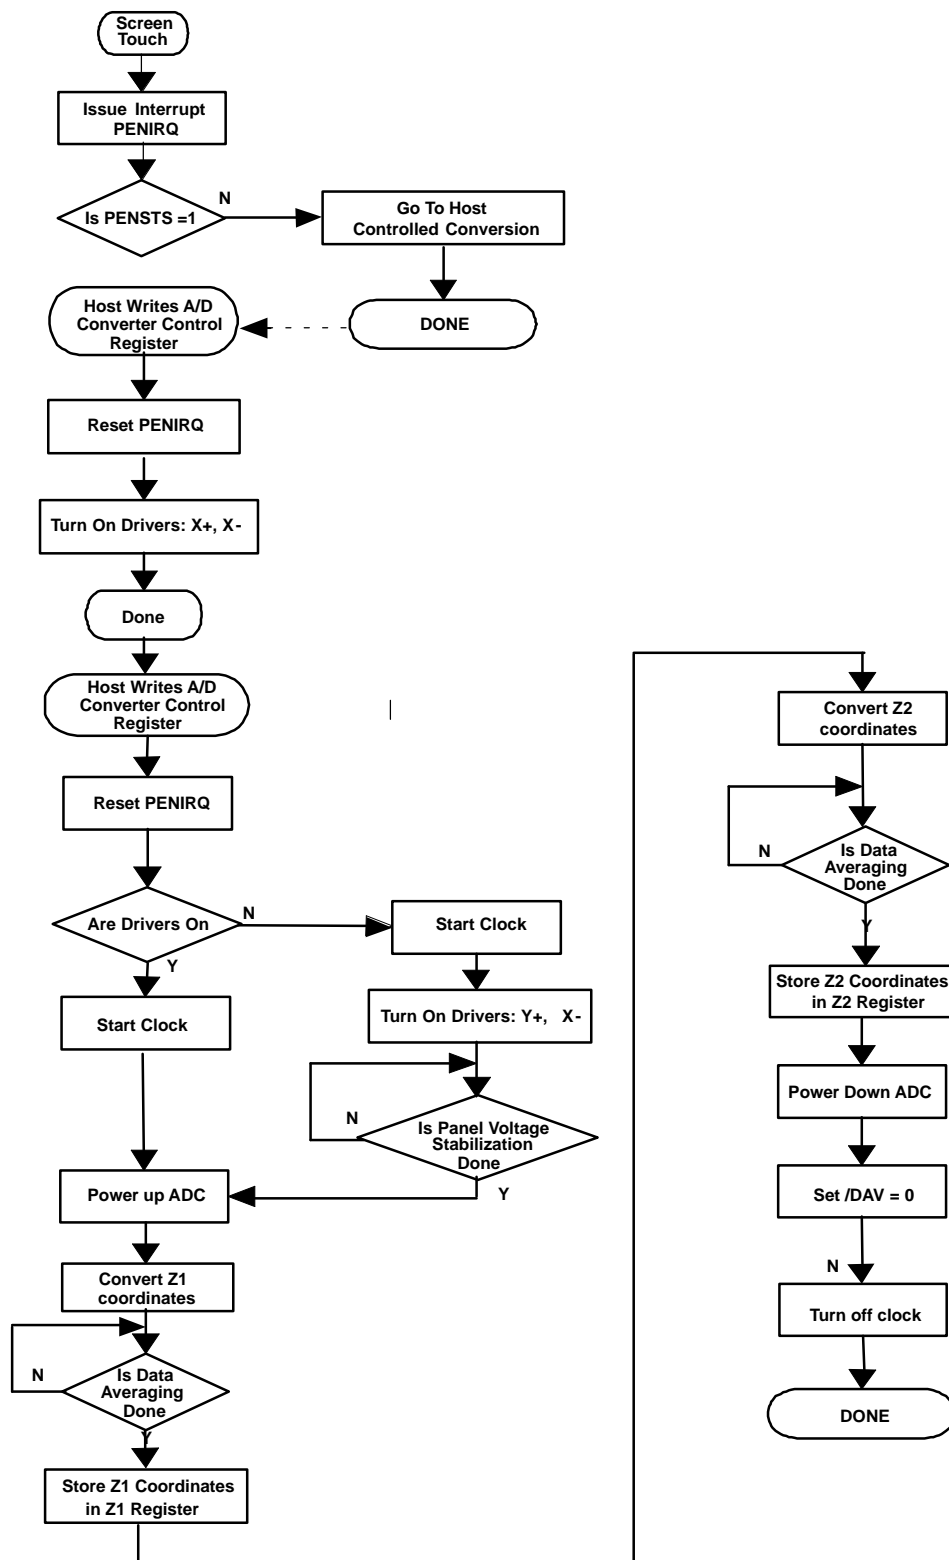 Screen
Touch
Issue Interrupt
PENIRQ
Is PENSTS =1
N
Go To Host
Controlled Conversion
DONE
Host Writes A/D
Converter Control
Register
Reset PENIRQ
Turn On Drivers: X+, X-
Done
Host Writes A/D
Converter Control
Register
Reset PENIRQ
Are Drivers On
N
Y
Start Clock
Start Clock
Turn On Drivers: Y+, X-
N
Is Panel Voltage
Stabilization
Done
Y
Power up ADC
Convert Z1
coordinates
N
Is Data
Averaging
Done
Y
Store Z1 Coordinates
in Z1 Register
Convert Z2
coordinates
N
Is Data
Averaging
Done
Y
Store Z2 Coordinates
in Z2 Register
Power Down ADC
Set /DAV = 0
N
Turn off clock
DONE